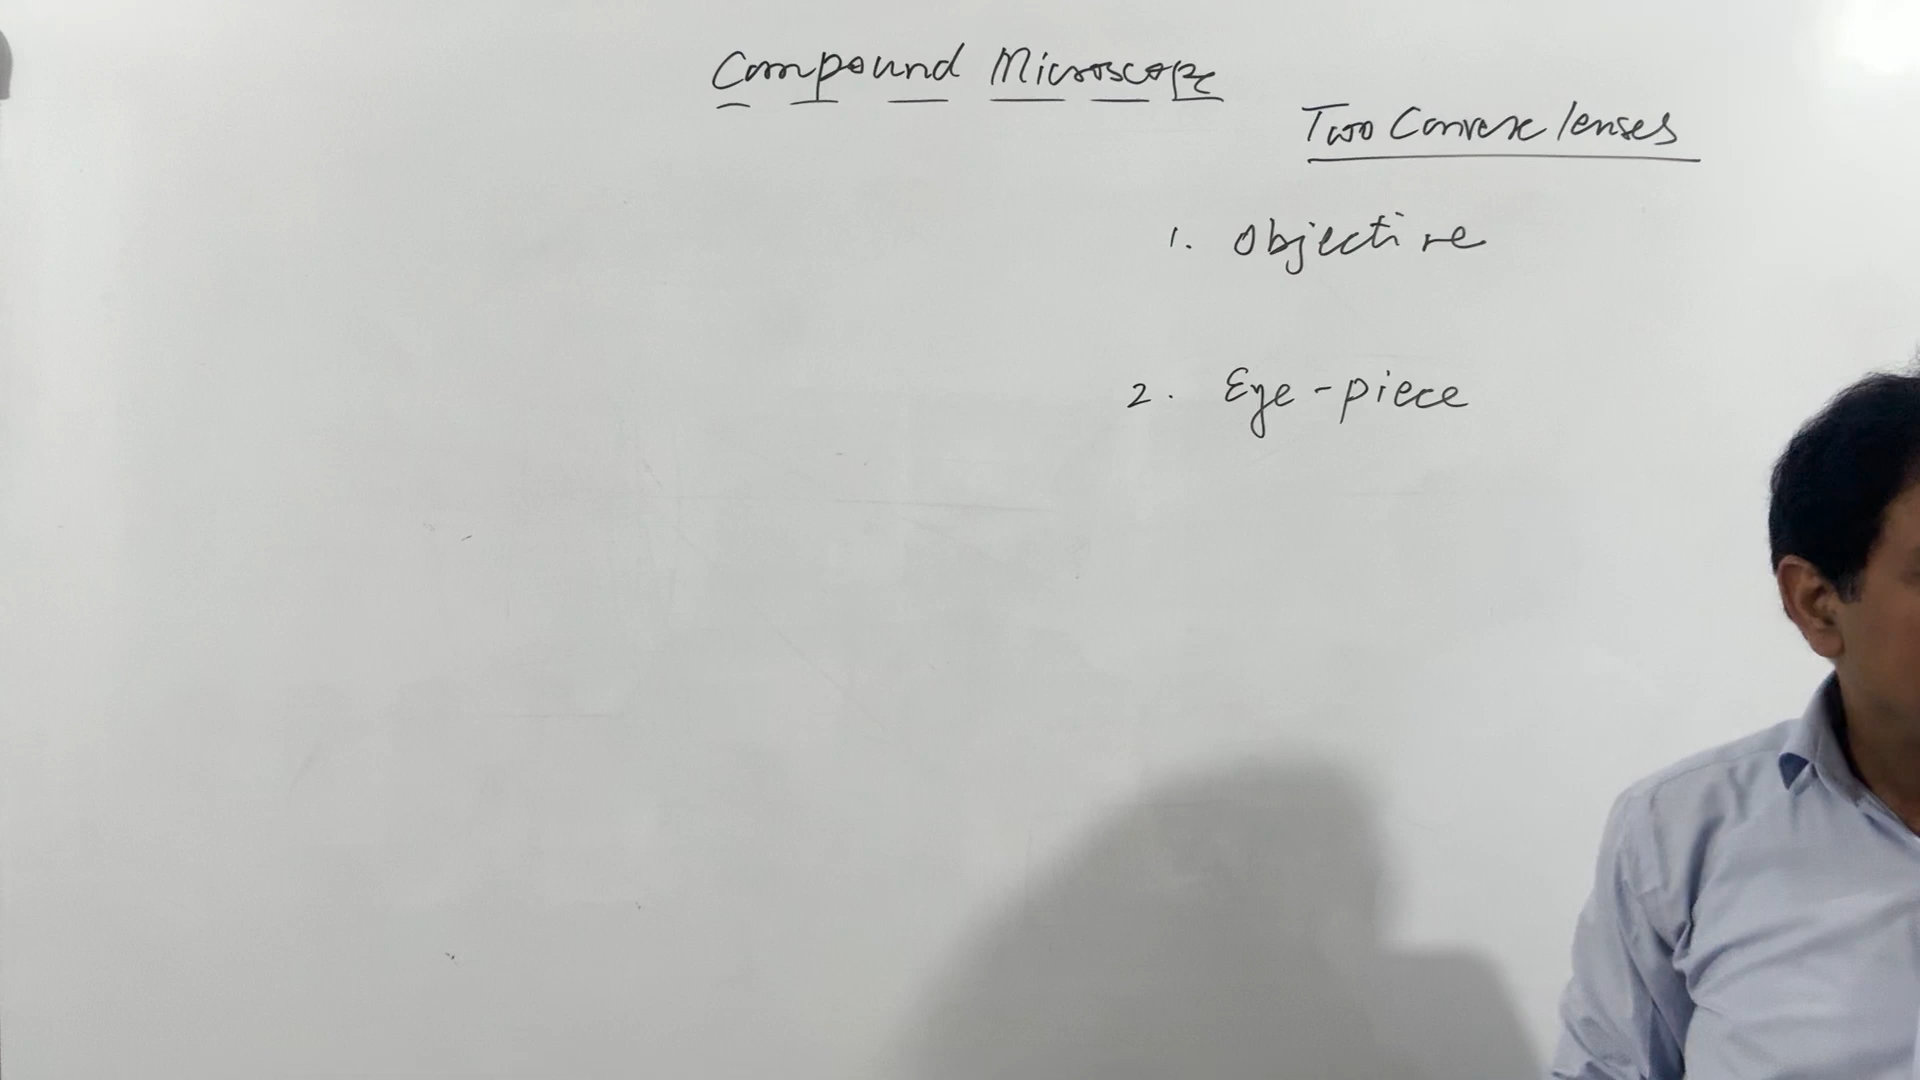 Compound Microscope
Two Convex lenses
1. Objective
2. Eye-piece